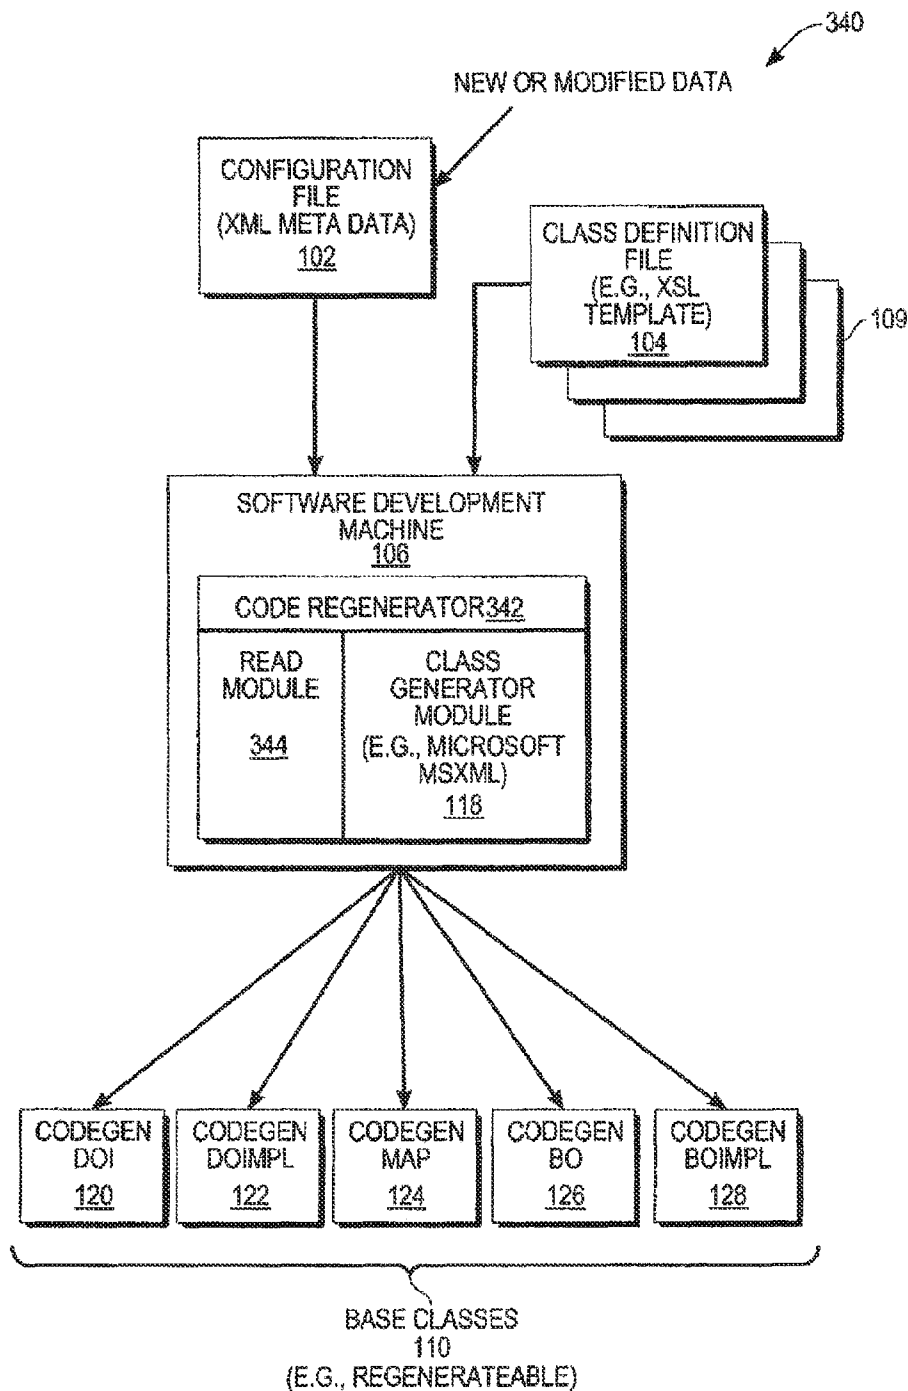 340
NEW OR MODIFIED DATA
CONFIGURATION
FILE
(XML META DATA)
102
CLASS DEFINITION
FILE
(E.G., XSL
TEMPLATE)
104
109
SOFTWARE DEVELOPMENT
MACHINE
106
CODE REGENERATOR342
READ
MODULE
344
CLASS
GENERATOR
MODULE
(E.G., MICROSOFT
MSXML)
118
CODEGEN
DOI
120
CODEGEN
DOIMPL
122
CODEGEN
MAP
124
CODEGEN
BO
126
CODEGEN
BOIMPL
128
BASE CLASSES
110
(E.G., REGENERATEABLE)